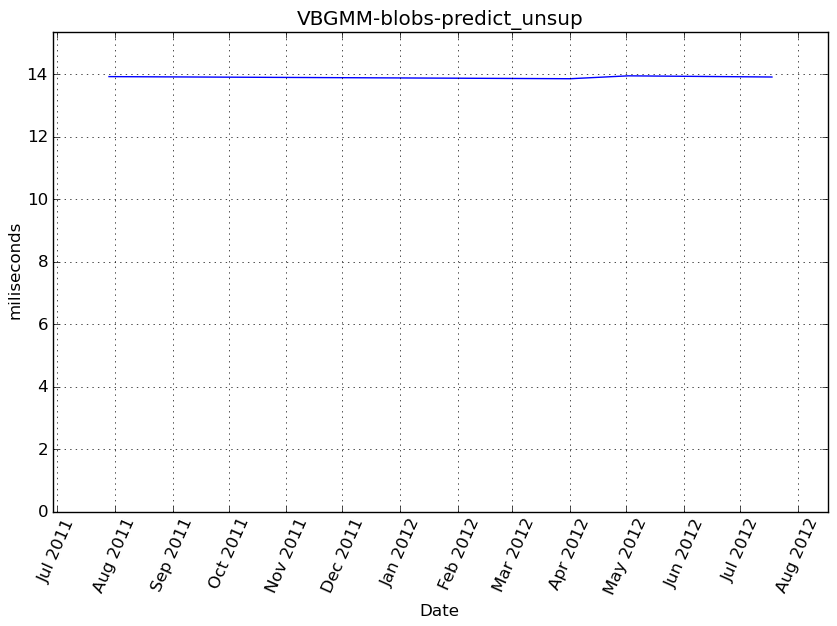 VBGMM-blobs-predict_unsup
14
12
10
8
6
4
2
0
miliseconds
Jul 2011
Aug 2011
Sep 2011
Oct 2011
Nov 2011
Dec 2011
Jan 2012
Feb 2012
Mar 2012
Apr 2012
May 2012
Jun 2012
Jul 2012
Aug 2012
Date